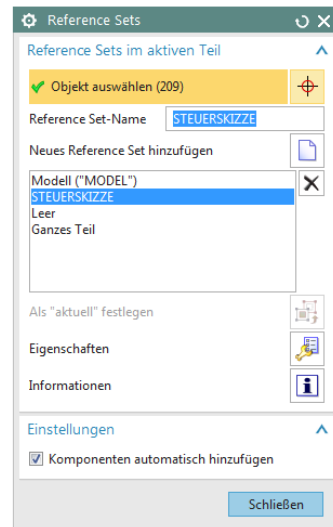 Reference Sets
Reference Sets im aktiven Teil
Objekt auswählen (209)
Reference Set-Name STEUERSKIZZE
Neues Reference Set hinzufügen
Modell ("MODEL")
STEUERSKIZZE
Leer
Ganzes Teil
Als "aktuell" festlegen
Eigenschaften
Informationen
Einstellungen
Komponenten automatisch hinzufügen
Schließen